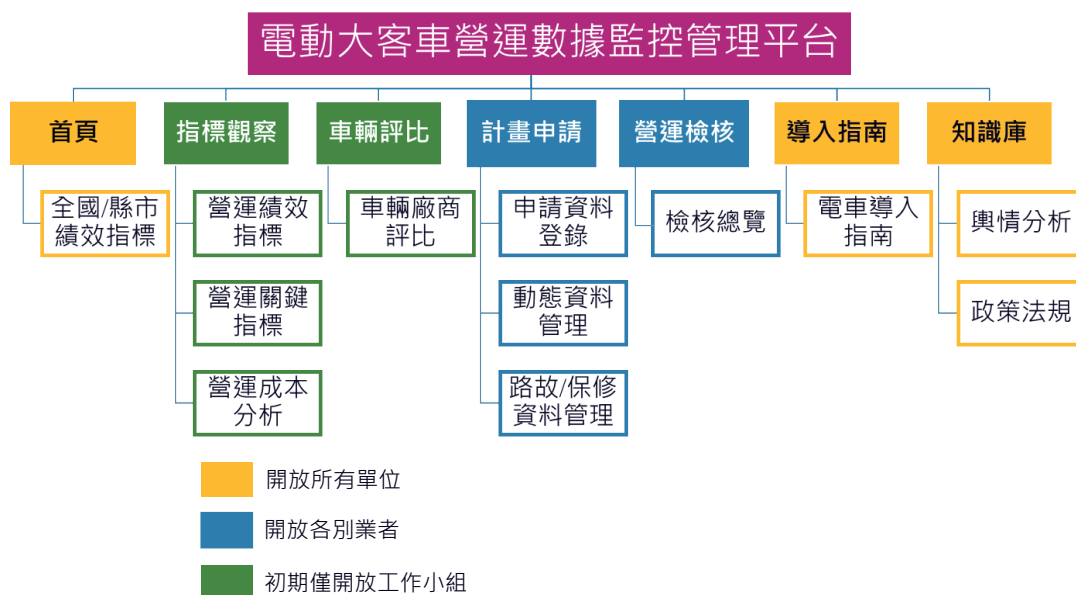 電動大客車營運數據監控管理平台
首頁
指標觀察
車輛評比
計畫申請
營運檢核
導入指南
知識庫
全國/縣市
績效指標
營運績效
指標
車輛廠商
評比
申請資料
登錄
檢核總覽
電車導入
指南
輿情分析
營運關鍵
指標
動態資料
管理
政策法規
營運成本
分析
路故/保修
資料管理
開放所有單位
開放各別業者
初期僅開放工作小組